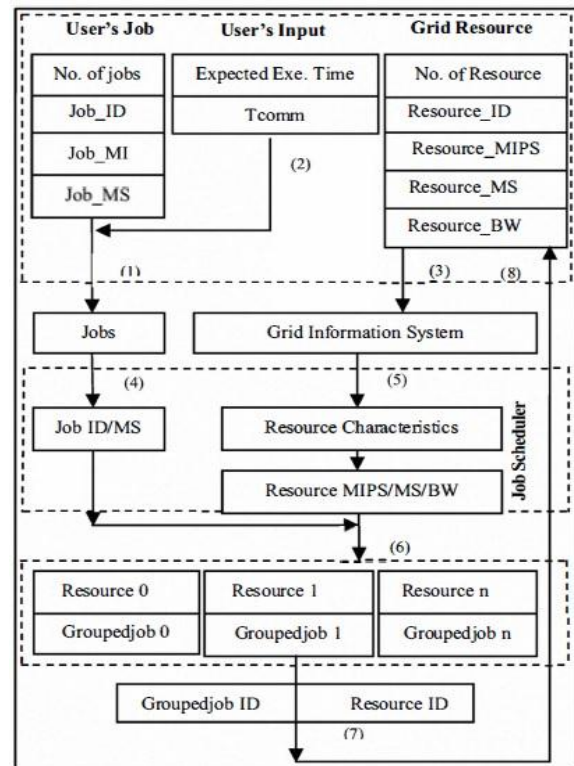 User's Job
User's Input
Grid Resource
No. of jobs
Job_ID
Job_MI
Job_MS
Expected Exe. Time
Tcomm
No. of Resource
Resource_ID
Resource_MIPS
Resource_MS
Resource_BW
(2)
(1)
(3)
(8)
Jobs
Grid Information System
(4)
(5)
Job ID/MS
Resource Characteristics
Resource MIPS/MS/BW
Job Scheduler
(6)
Resource 0
Resource 1
Resource n
Groupedjob 0
Groupedjob 1
Groupedjob n
Groupedjob ID
Resource ID
(7)